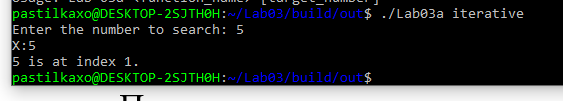 pastilkaxo@DESKTOP-2SJTH0H:~/Lab03/build/out$ ./Lab03a iterative
Enter the number to search: 5
X:5
5 is at index 1.
pastilkaxo@DESKTOP-2SJTH0H:~/Lab03/build/out$